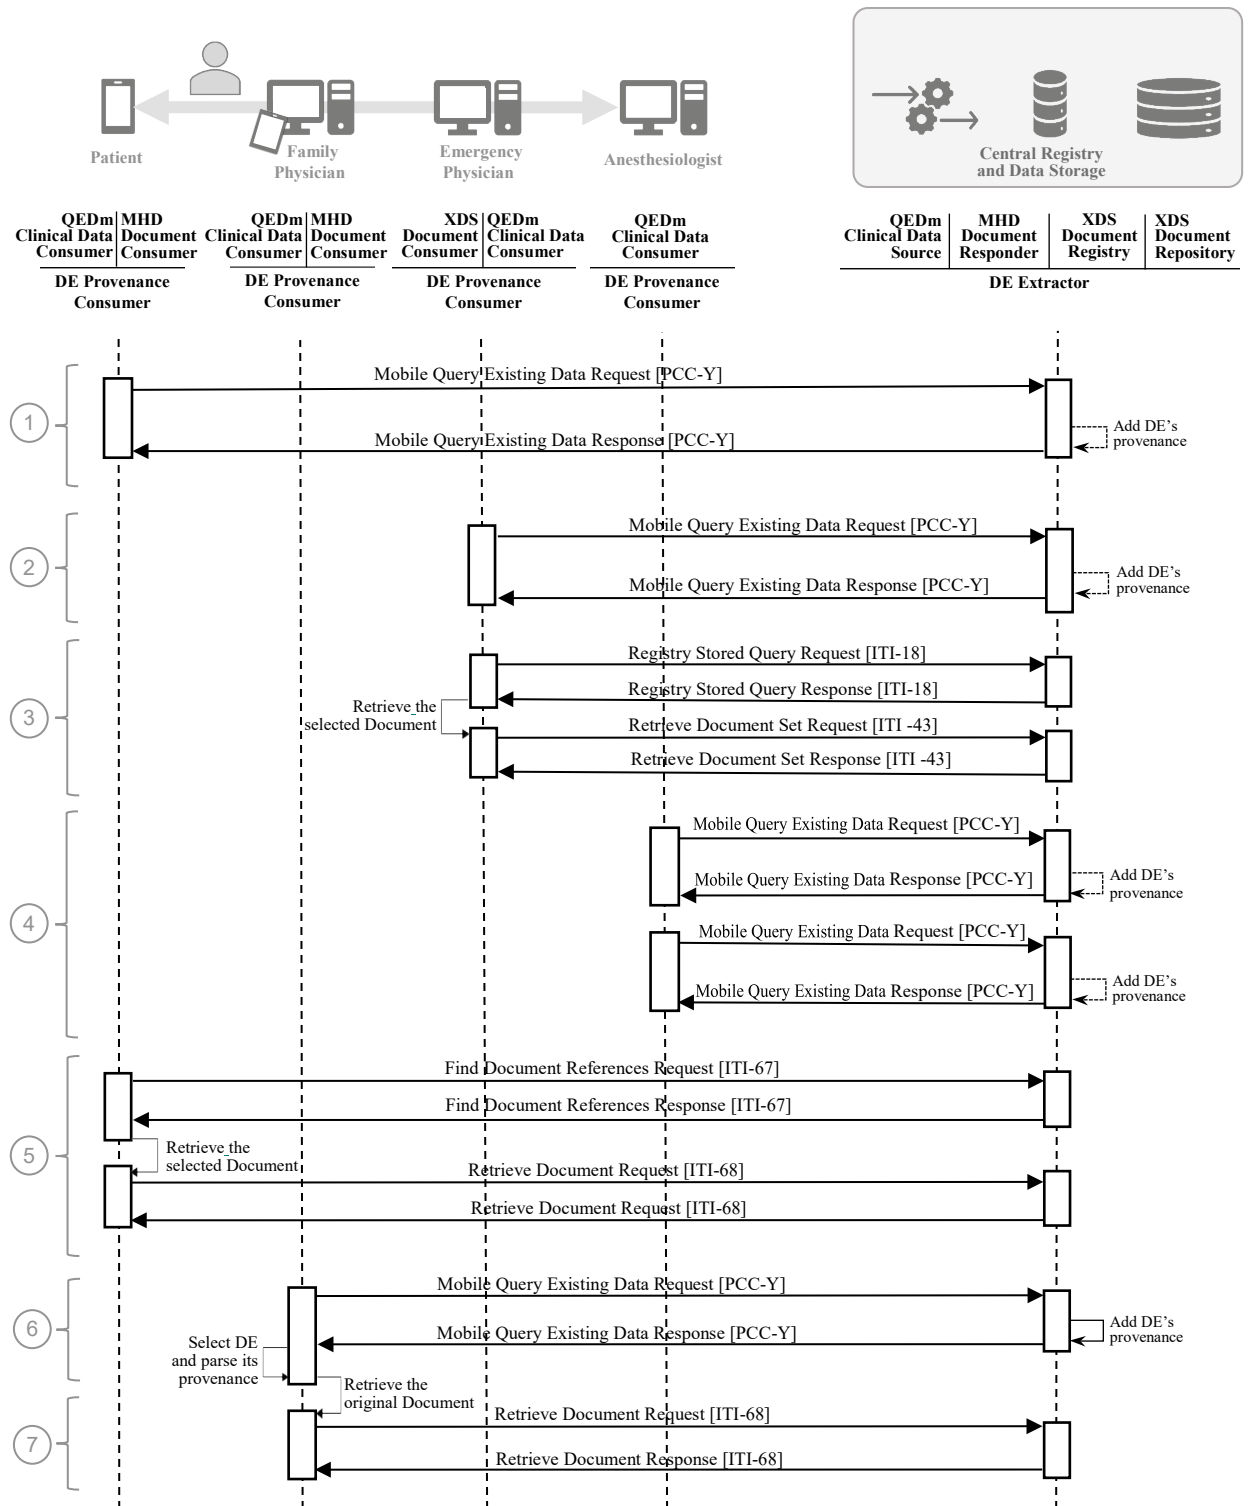 Patient
Family
Physician
Emergency
Physician
Anesthesiologist
Central Registry
and Data Storage
QEDm
Clinical Data
Consumer
MHD
Document
Consumer
DE Provenance
Consumer
QEDm
Clinical Data
Consumer
MHD
Document
Consumer
DE Provenance
Consumer
XDS
Document
Consumer
QEDm
Clinical Data
Consumer
DE Provenance
Consumer
QEDm
Clinical Data
Consumer
DE Provenance
Consumer
QEDm
Clinical Data
Source
MHD
Document
Responder
XDS
Document
Registry
XDS
Document
Repository
DE Extractor
1
Mobile Query Existing Data Request [PCC-Y]
Add DE's
provenance
Mobile Query Existing Data Response [PCC-Y]
2
Mobile Query Existing Data Request [PCC-Y]
Add DE's
provenance
Mobile Query Existing Data Response [PCC-Y]
3
Registry Stored Query Request [ITI-18]
Registry Stored Query Response [ITI-18]
Retrieve the
selected Document
Retrieve Document Set Request [ITI -43]
Retrieve Document Set Response [ITI -43]
4
Mobile Query Existing Data Request [PCC-Y]
Mobile Query Existing Data Response [PCC-Y]
Add DE's
provenance
Mobile Query Existing Data Request [PCC-Y]
Mobile Query Existing Data Response [PCC-Y]
Add DE's
provenance
5
Find Document References Request [ITI-67]
Find Document References Response [ITI-67]
Retrieve the
selected Document
Retrieve Document Request [ITI-68]
Retrieve Document Request [ITI-68]
6
Mobile Query Existing Data Request [PCC-Y]
Add DE's
provenance
Mobile Query Existing Data Response [PCC-Y]
Select DE
and parse its
provenance
Retrieve the
original Document
7
Retrieve Document Request [ITI-68]
Retrieve Document Response [ITI-68]